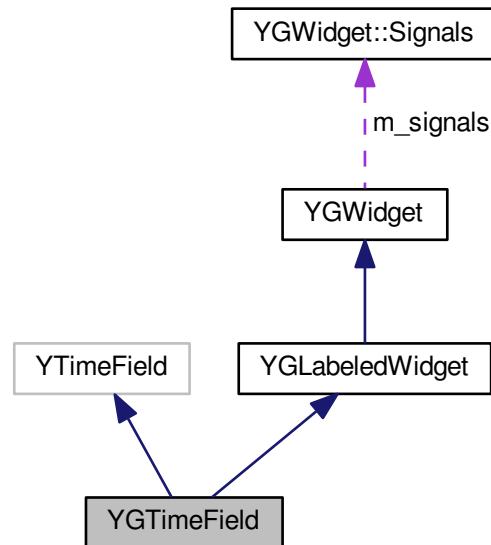 YGWidget::Signals
m_signals
YGWidget
YTimeField
YGLabeledWidget
YGTimeField